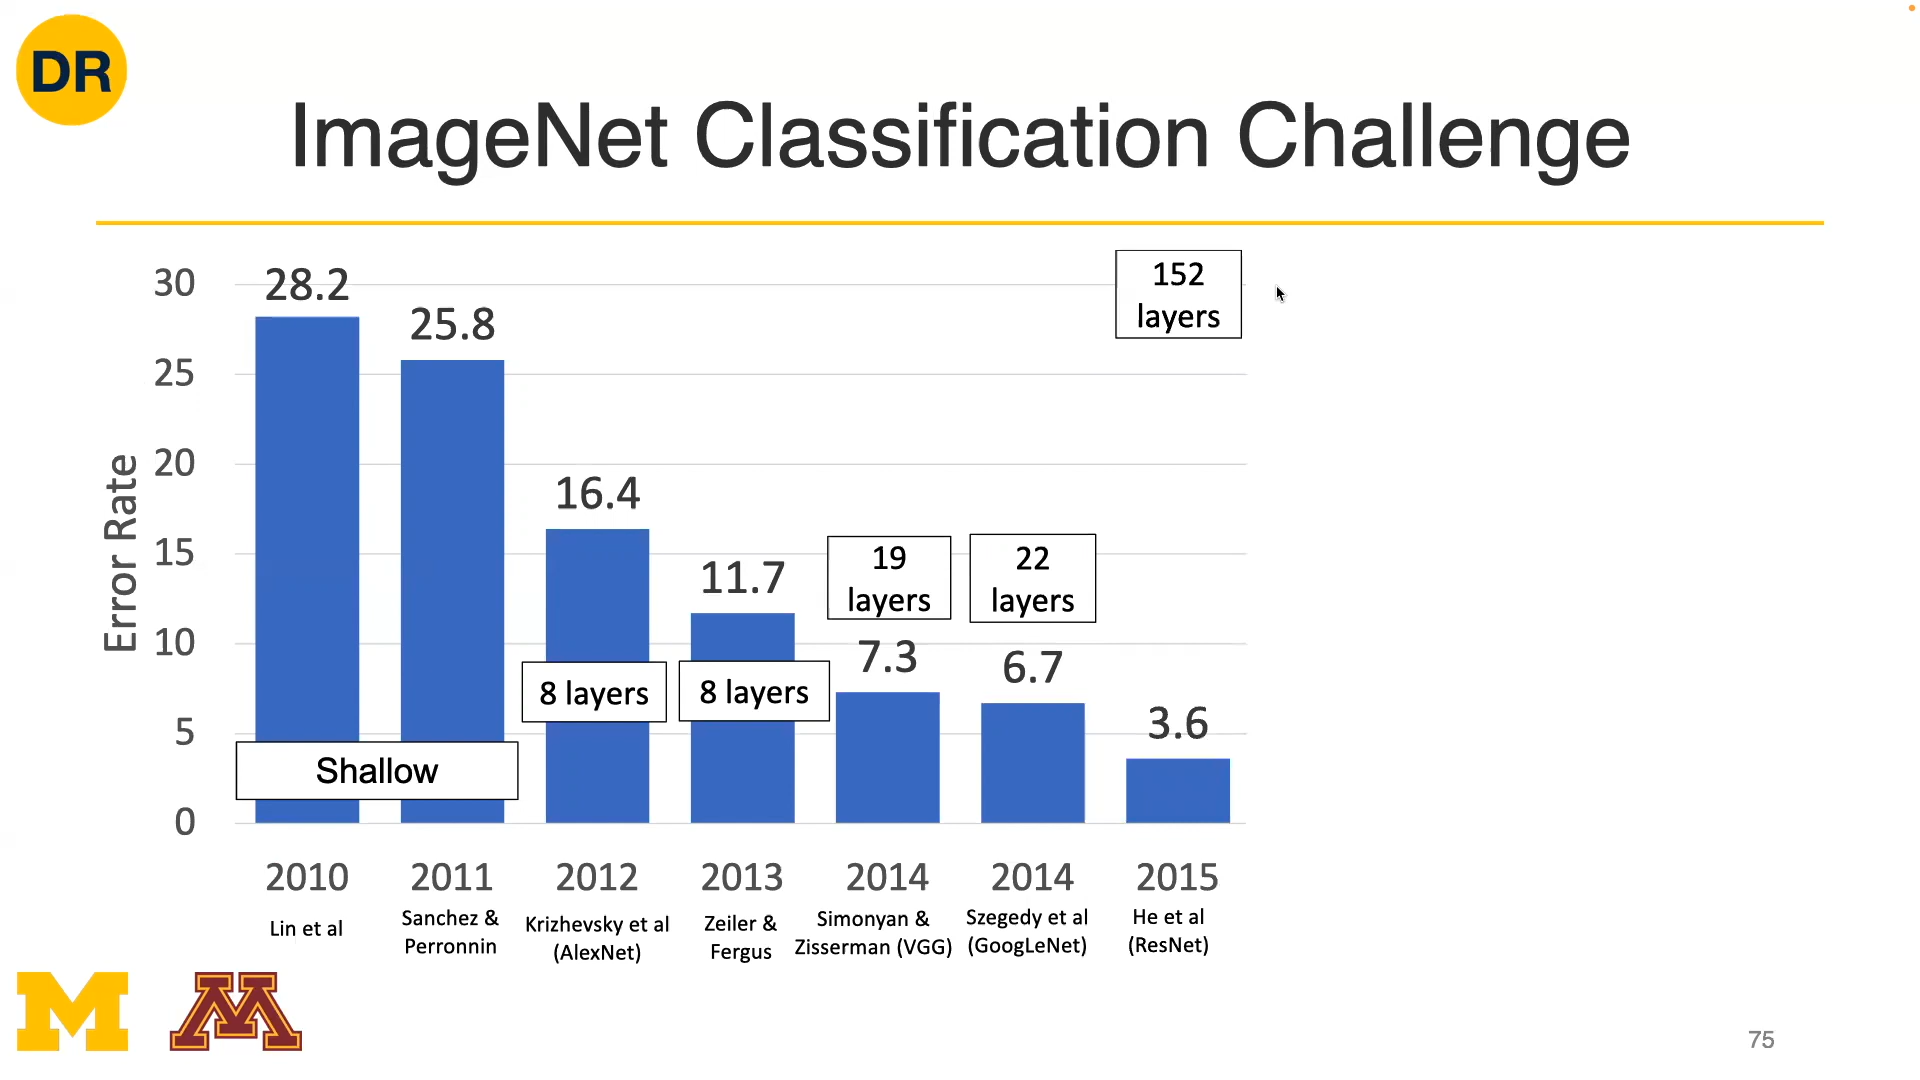 DR
ImageNet Classification Challenge
152
layers
30
28.2
25.8
25
20
16.4
Error Rate
15
19
layers
22
layers
11.7
10
7.3
6.7
8 layers
8 layers
5
3.6
Shallow
0
2010
2011
2012
2013
2014
2014
2015
Lin et al
Sanchez &
Perronnin
Krizhevsky et al
(AlexNet)
Zeiler &
Fergus
Simonyan &
Zisserman (VGG)
Szegedy et al
(GoogLeNet)
He et al
(ResNet)
M
M
75